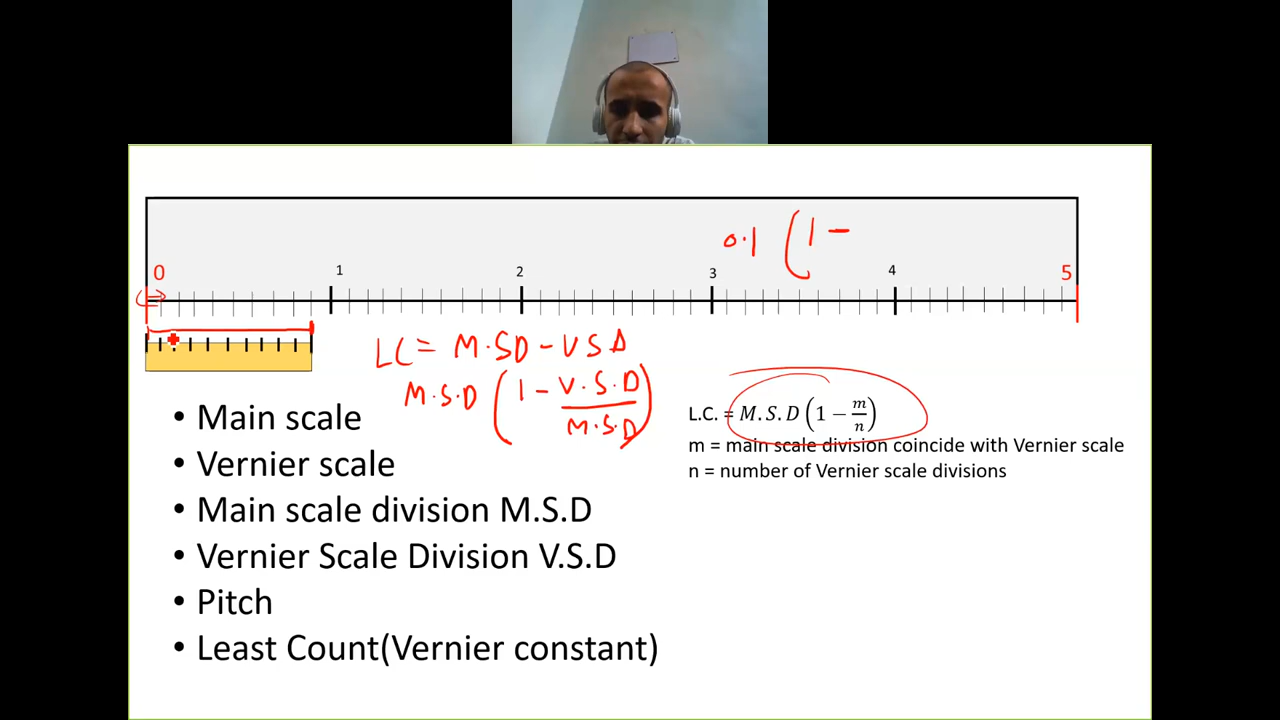 0.1 ( 1 -
0 1 2 3 4 5
LC = M.SD - VSD
M.S.D ( 1 - V.S.D / M.S.D )
L.C. = M.S.D (1 − m/n)
m = main scale division coincide with Vernier scale
n = number of Vernier scale divisions
• Main scale
• Vernier scale
• Main scale division M.S.D
• Vernier Scale Division V.S.D
• Pitch
• Least Count(Vernier constant)